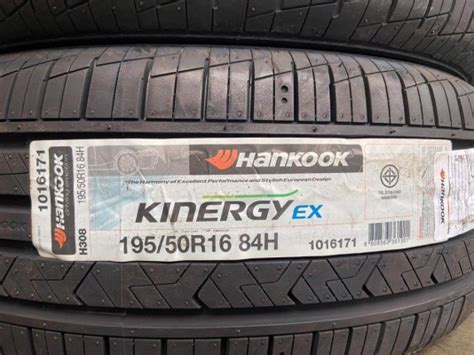 1016171
195/50R16 84H
HANKOOK
H308
HANKOOK
The Harmony of Excellent Performance and Stylish European Design
KINERGY EX
195/50R16 84H
1016171